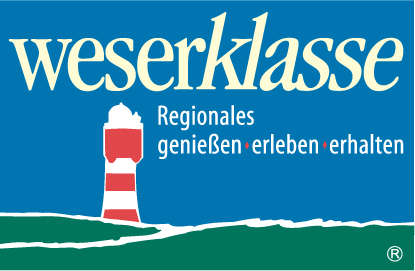 weserklasse
Regionales
genießen · erleben · erhalten
®